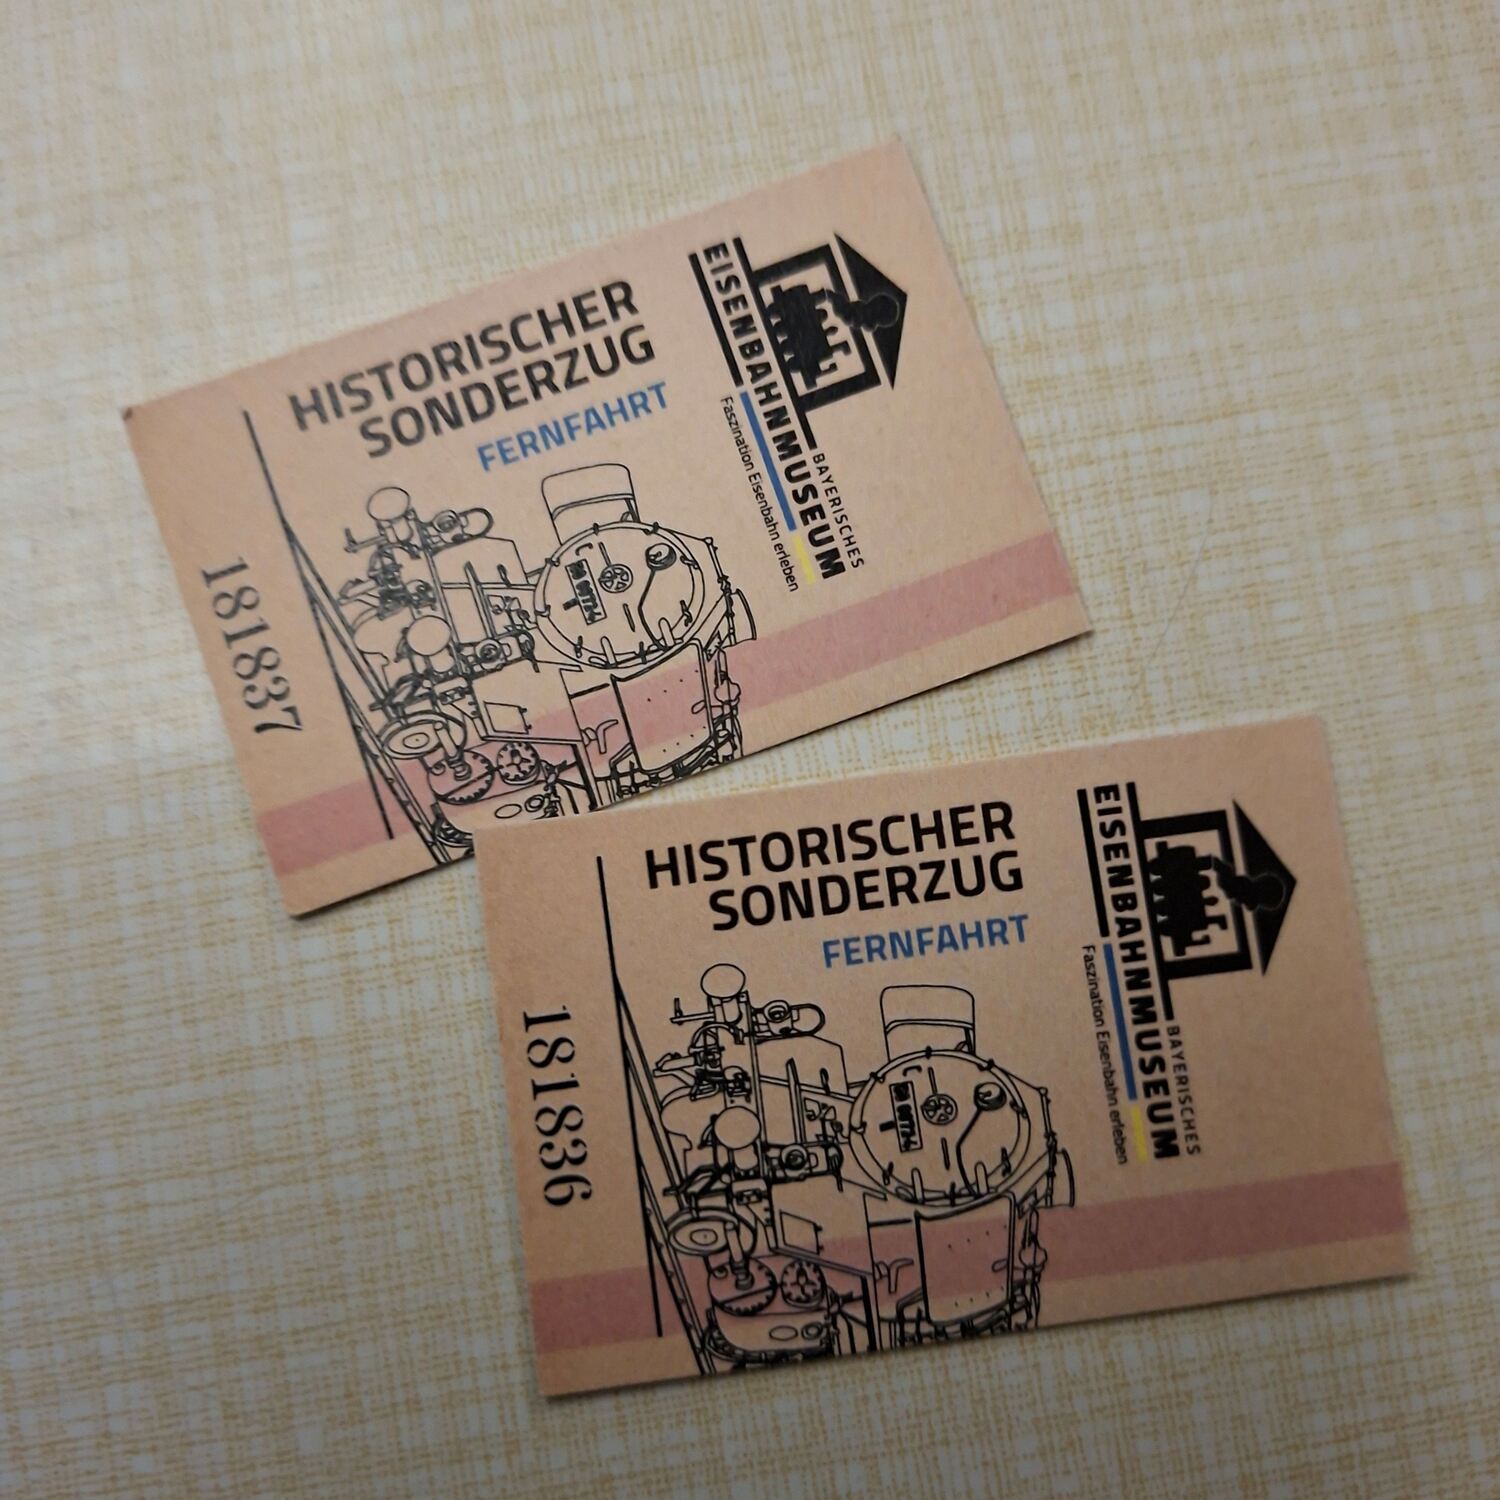 HISTORISCHER
SONDERZUG
FERNFAHRT
BAYERISCHES
EISENBAHNMUSEUM
Faszination Eisenbahn erleben
181837
HISTORISCHER
SONDERZUG
FERNFAHRT
BAYERISCHES
EISENBAHNMUSEUM
Faszination Eisenbahn erleben
181836